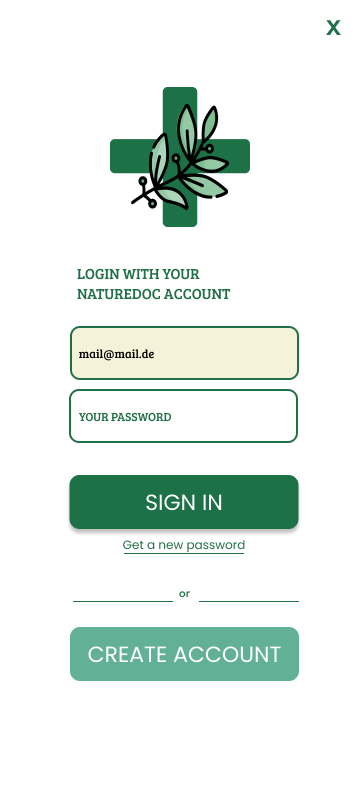 X
LOGIN WITH YOUR
NATUREDOC ACCOUNT
mail@mail.de
YOUR PASSWORD
SIGN IN
Get a new password
or
CREATE ACCOUNT